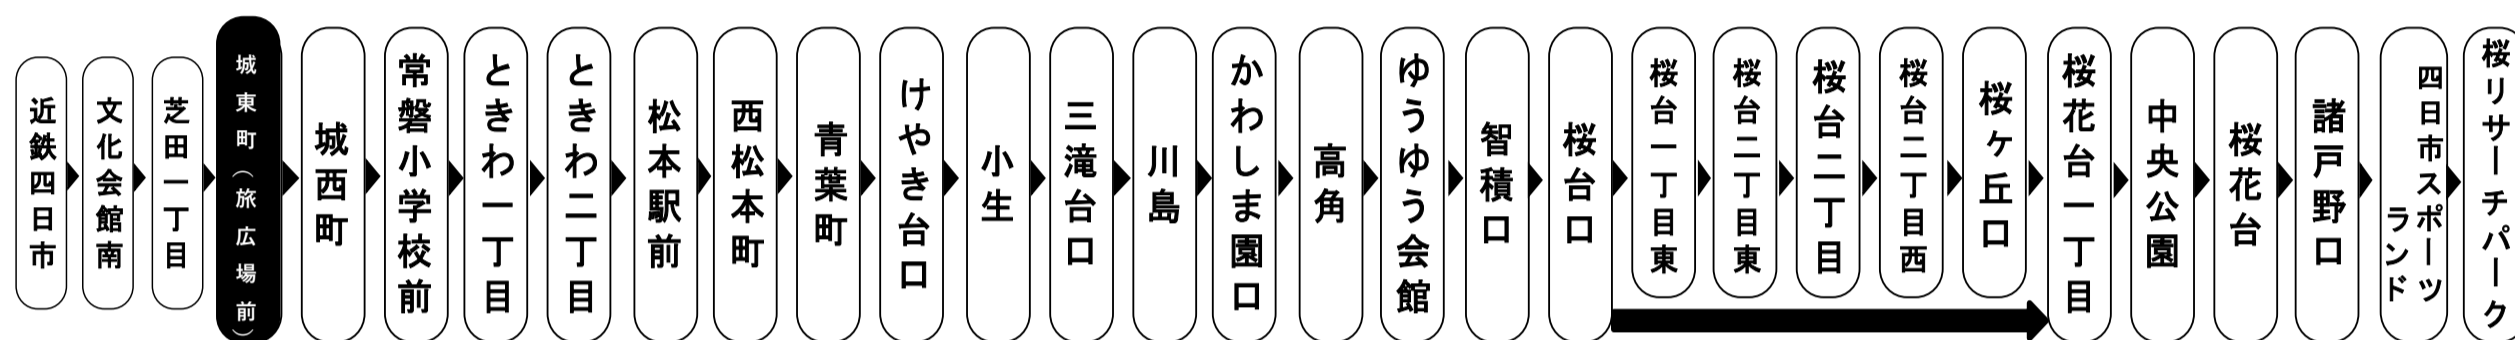 近鉄四日市
文化会館南
芝田一丁目
城東町（旅広場前）
城西町
常磐小学校前
ときわ一丁目
ときわ二丁目
松本駅前
西松本町
青葉町
けやき台口
小生
三滝台口
川島
かわしま園口
高角
ゆうゆう会館
智積口
桜台口
桜台一丁目東
桜台二丁目東
桜台二丁目
桜台二丁目西
桜ヶ丘口
桜花台一丁目
中央公園
桜花台
諸戸野口
四日市スポーツ
ランド
桜リサーチパーク